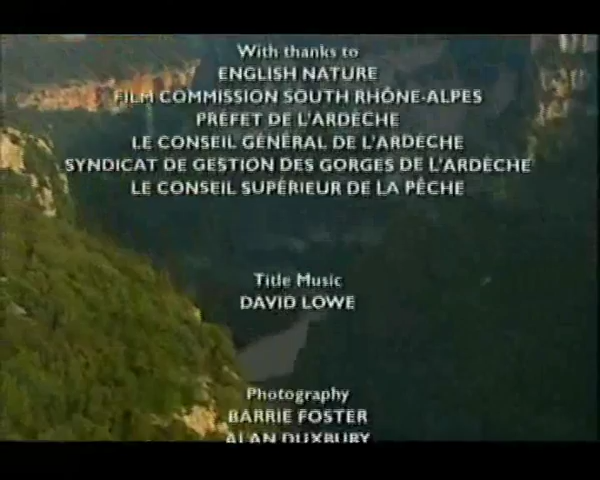 With thanks to
ENGLISH NATURE
FILM COMMISSION SOUTH RHÔNE-ALPES
PRÉFET DE L'ARDÈCHE
LE CONSEIL GÉNÉRAL DE L'ARDÈCHE
SYNDICAT DE GESTION DES GORGES DE L'ARDÈCHE
LE CONSEIL SUPÉRIEUR DE LA PÊCHE
Title Music
DAVID LOWE
Photography
BARRIE FOSTER
ALAN DUXBURY